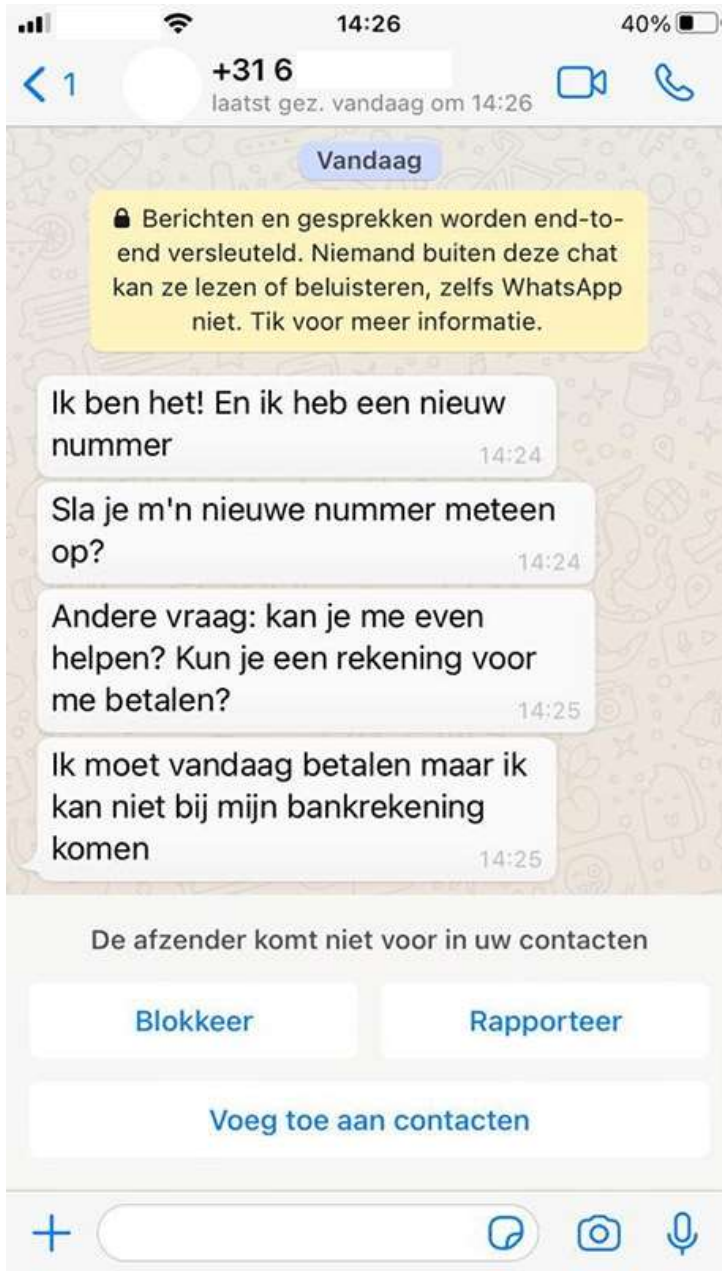 14:26
40%
1
+31 6
laatst gez. vandaag om 14:26
Vandaag
Berichten en gesprekken worden end-to-
end versleuteld. Niemand buiten deze chat
kan ze lezen of beluisteren, zelfs WhatsApp
niet. Tik voor meer informatie.
Ik ben het! En ik heb een nieuw
nummer
14:24
Sla je m'n nieuwe nummer meteen
op?
14:24
Andere vraag: kan je me even
helpen? Kun je een rekening voor
me betalen?
14:25
Ik moet vandaag betalen maar ik
kan niet bij mijn bankrekening
komen
14:25
De afzender komt niet voor in uw contacten
Blokkeer
Rapporteer
Voeg toe aan contacten